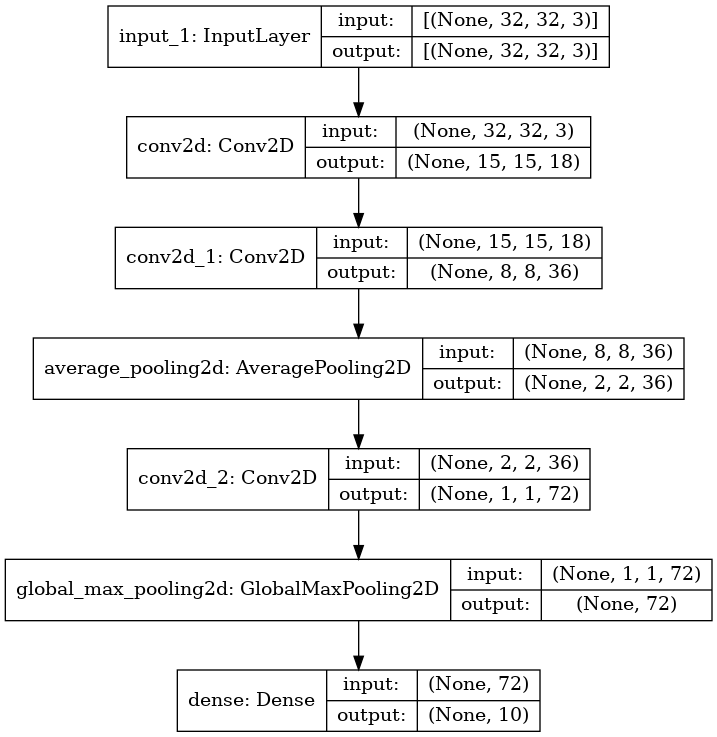 input_1: InputLayer
input: [(None, 32, 32, 3)]
output: [(None, 32, 32, 3)]
conv2d: Conv2D
input: (None, 32, 32, 3)
output: (None, 15, 15, 18)
conv2d_1: Conv2D
input: (None, 15, 15, 18)
output: (None, 8, 8, 36)
average_pooling2d: AveragePooling2D
input: (None, 8, 8, 36)
output: (None, 2, 2, 36)
conv2d_2: Conv2D
input: (None, 2, 2, 36)
output: (None, 1, 1, 72)
global_max_pooling2d: GlobalMaxPooling2D
input: (None, 1, 1, 72)
output: (None, 72)
dense: Dense
input: (None, 72)
output: (None, 10)